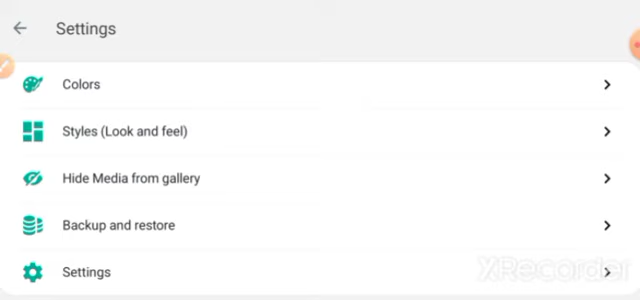 Settings
Colors
Styles (Look and feel)
Hide Media from gallery
Backup and restore
Settings
XRecorder